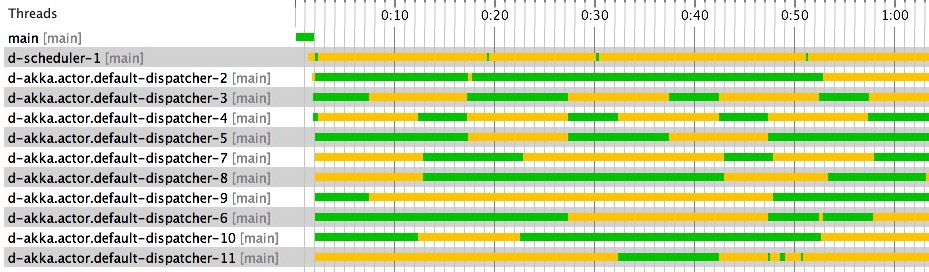 Threads 0:10 0:20 0:30 0:40 0:50 1:00
main [main]
d-scheduler-1 [main]
d-akka.actor.default-dispatcher-2 [main]
d-akka.actor.default-dispatcher-3 [main]
d-akka.actor.default-dispatcher-4 [main]
d-akka.actor.default-dispatcher-5 [main]
d-akka.actor.default-dispatcher-7 [main]
d-akka.actor.default-dispatcher-8 [main]
d-akka.actor.default-dispatcher-9 [main]
d-akka.actor.default-dispatcher-6 [main]
d-akka.actor.default-dispatcher-10 [main]
d-akka.actor.default-dispatcher-11 [main]